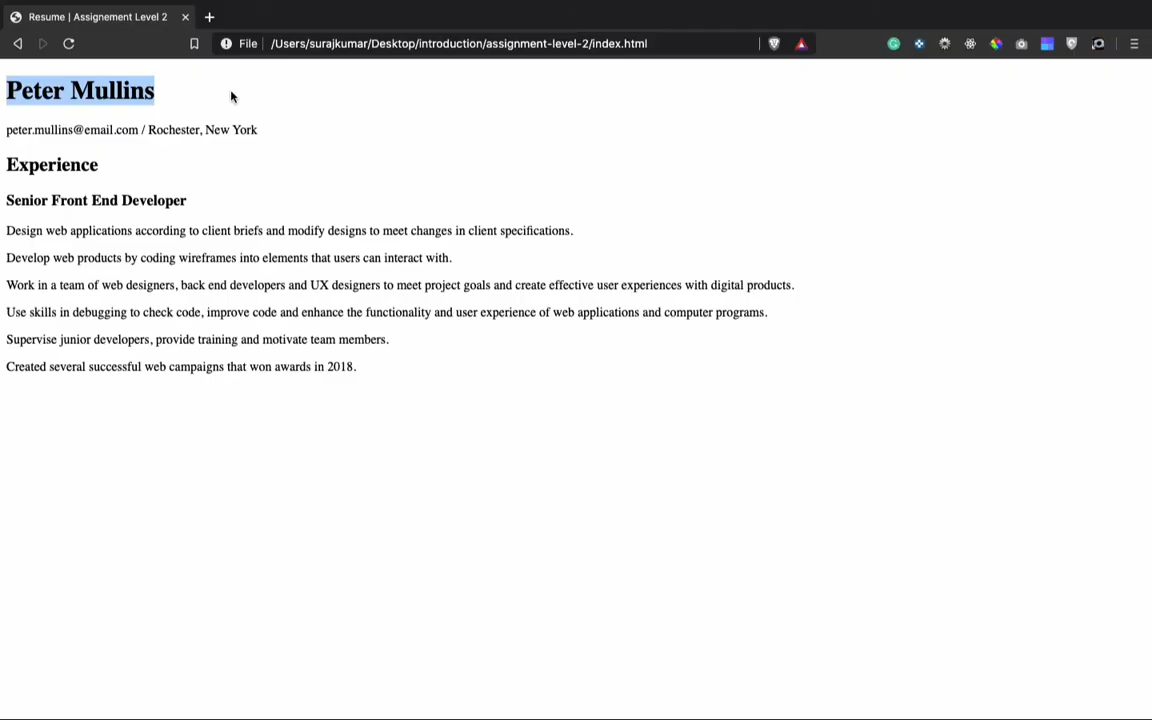 Resume | Assignement Level 2
File
/Users/surajkumar/Desktop/introduction/assignment-level-2/index.html
Peter Mullins
peter.mullins@email.com / Rochester, New York
Experience
Senior Front End Developer
Design web applications according to client briefs and modify designs to meet changes in client specifications.
Develop web products by coding wireframes into elements that users can interact with.
Work in a team of web designers, back end developers and UX designers to meet project goals and create effective user experiences with digital products.
Use skills in debugging to check code, improve code and enhance the functionality and user experience of web applications and computer programs.
Supervise junior developers, provide training and motivate team members.
Created several successful web campaigns that won awards in 2018.